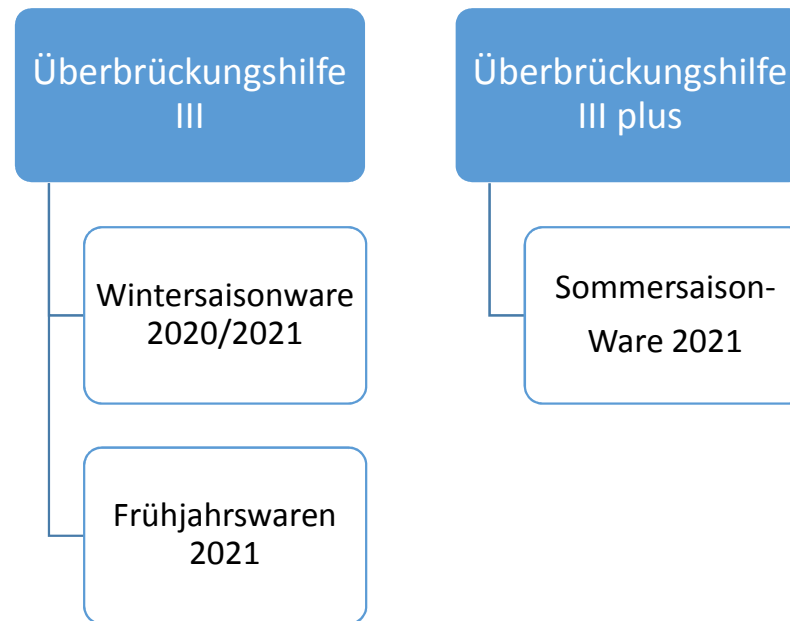 Überbrückungshilfe
III
Wintersaisonware
2020/2021
Frühjahrswaren
2021
Überbrückungshilfe
III plus
Sommersaison-
Ware 2021